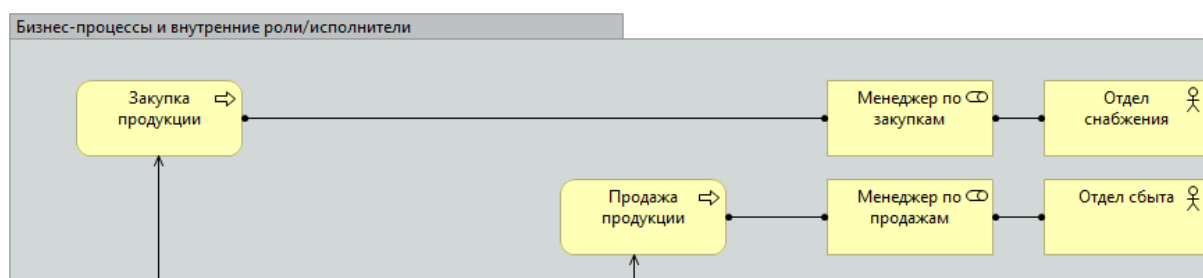 Бизнес-процессы и внутренние роли/исполнители
Закупка
продукции
Менеджер по
закупкам
Отдел
снабжения
Продажа
продукции
Менеджер по
продажам
Отдел сбыта